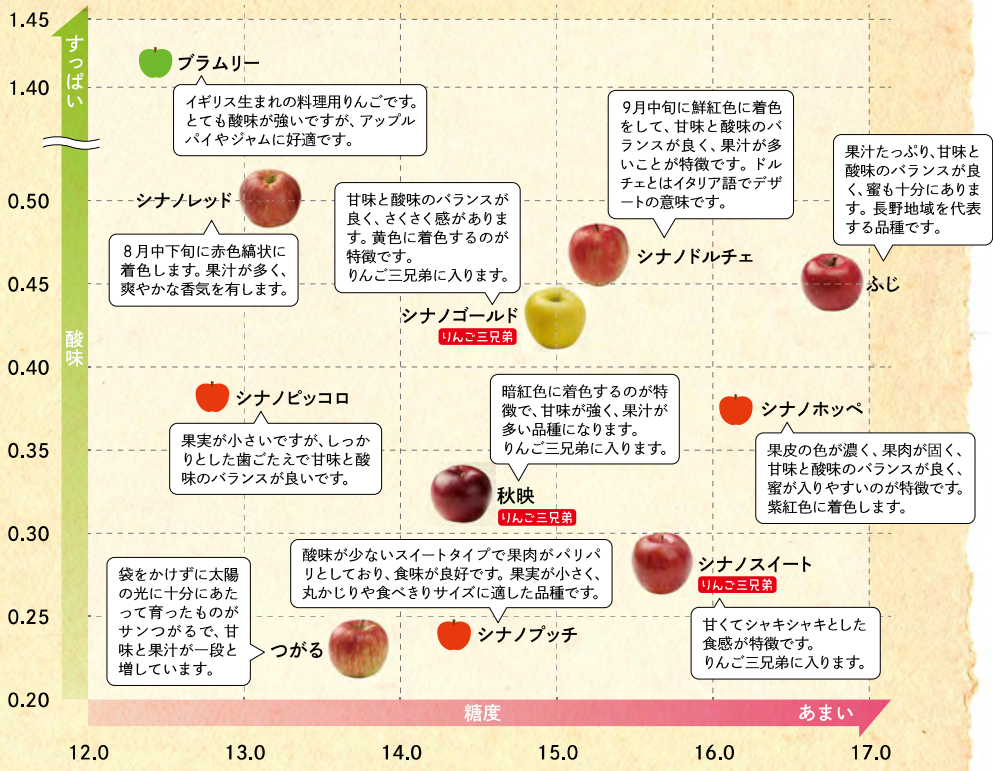 1.45
すっぱい
ブラムリー
1.40
イギリス生まれの料理用りんごです。
とても酸味が強いですが、アップル
パイやジャムに好適です。
9月中旬に鮮紅色に着色
をして、甘味と酸味のバ
ランスが良く、果汁が多
いことが特徴です。ドル
チェとはイタリア語でデザ
ートの意味です。
果汁たっぷり、甘味と
酸味のバランスが良
く、蜜も十分にありま
す。長野地域を代表
する品種です。
0.50
シナノレッド
8月中下旬に赤色縞状に
着色します。果汁が多く、
爽やかな香気を有します。
甘味と酸味のバランスが
良く、さくさく感がありま
す。黄色に着色するのが
特徴です。
りんご三兄弟に入ります。
シナノドルチェ
ふじ
0.45
シナノゴールド
りんご三兄弟
酸味
0.40
シナノピッコロ
果実が小さいですが、しっか
りとした歯ごたえで甘味と酸
味のバランスが良いです。
暗紅色に着色するのが特
徴で、甘味が強く、果汁が
多い品種になります。
りんご三兄弟に入ります。
シナノホッペ
果皮の色が濃く、果肉が固く、
甘味と酸味のバランスが良く、
蜜が入りやすいのが特徴です。
紫紅色に着色します。
0.35
秋映
りんご三兄弟
0.30
袋をかけずに太陽
の光に十分にあた
って育ったものが
サンつがるで、甘
味と果汁が一段と
増しています。
酸味が少ないスイートタイプで果肉がパリパ
リとしており、食味が良好です。果実が小さく、
丸かじりや食べきりサイズに適した品種です。
シナノスイート
りんご三兄弟
甘くてシャキシャキとした
食感が特徴です。
りんご三兄弟に入ります。
0.25
つがる
シナノプッチ
0.20
糖度
あまい
12.0
13.0
14.0
15.0
16.0
17.0